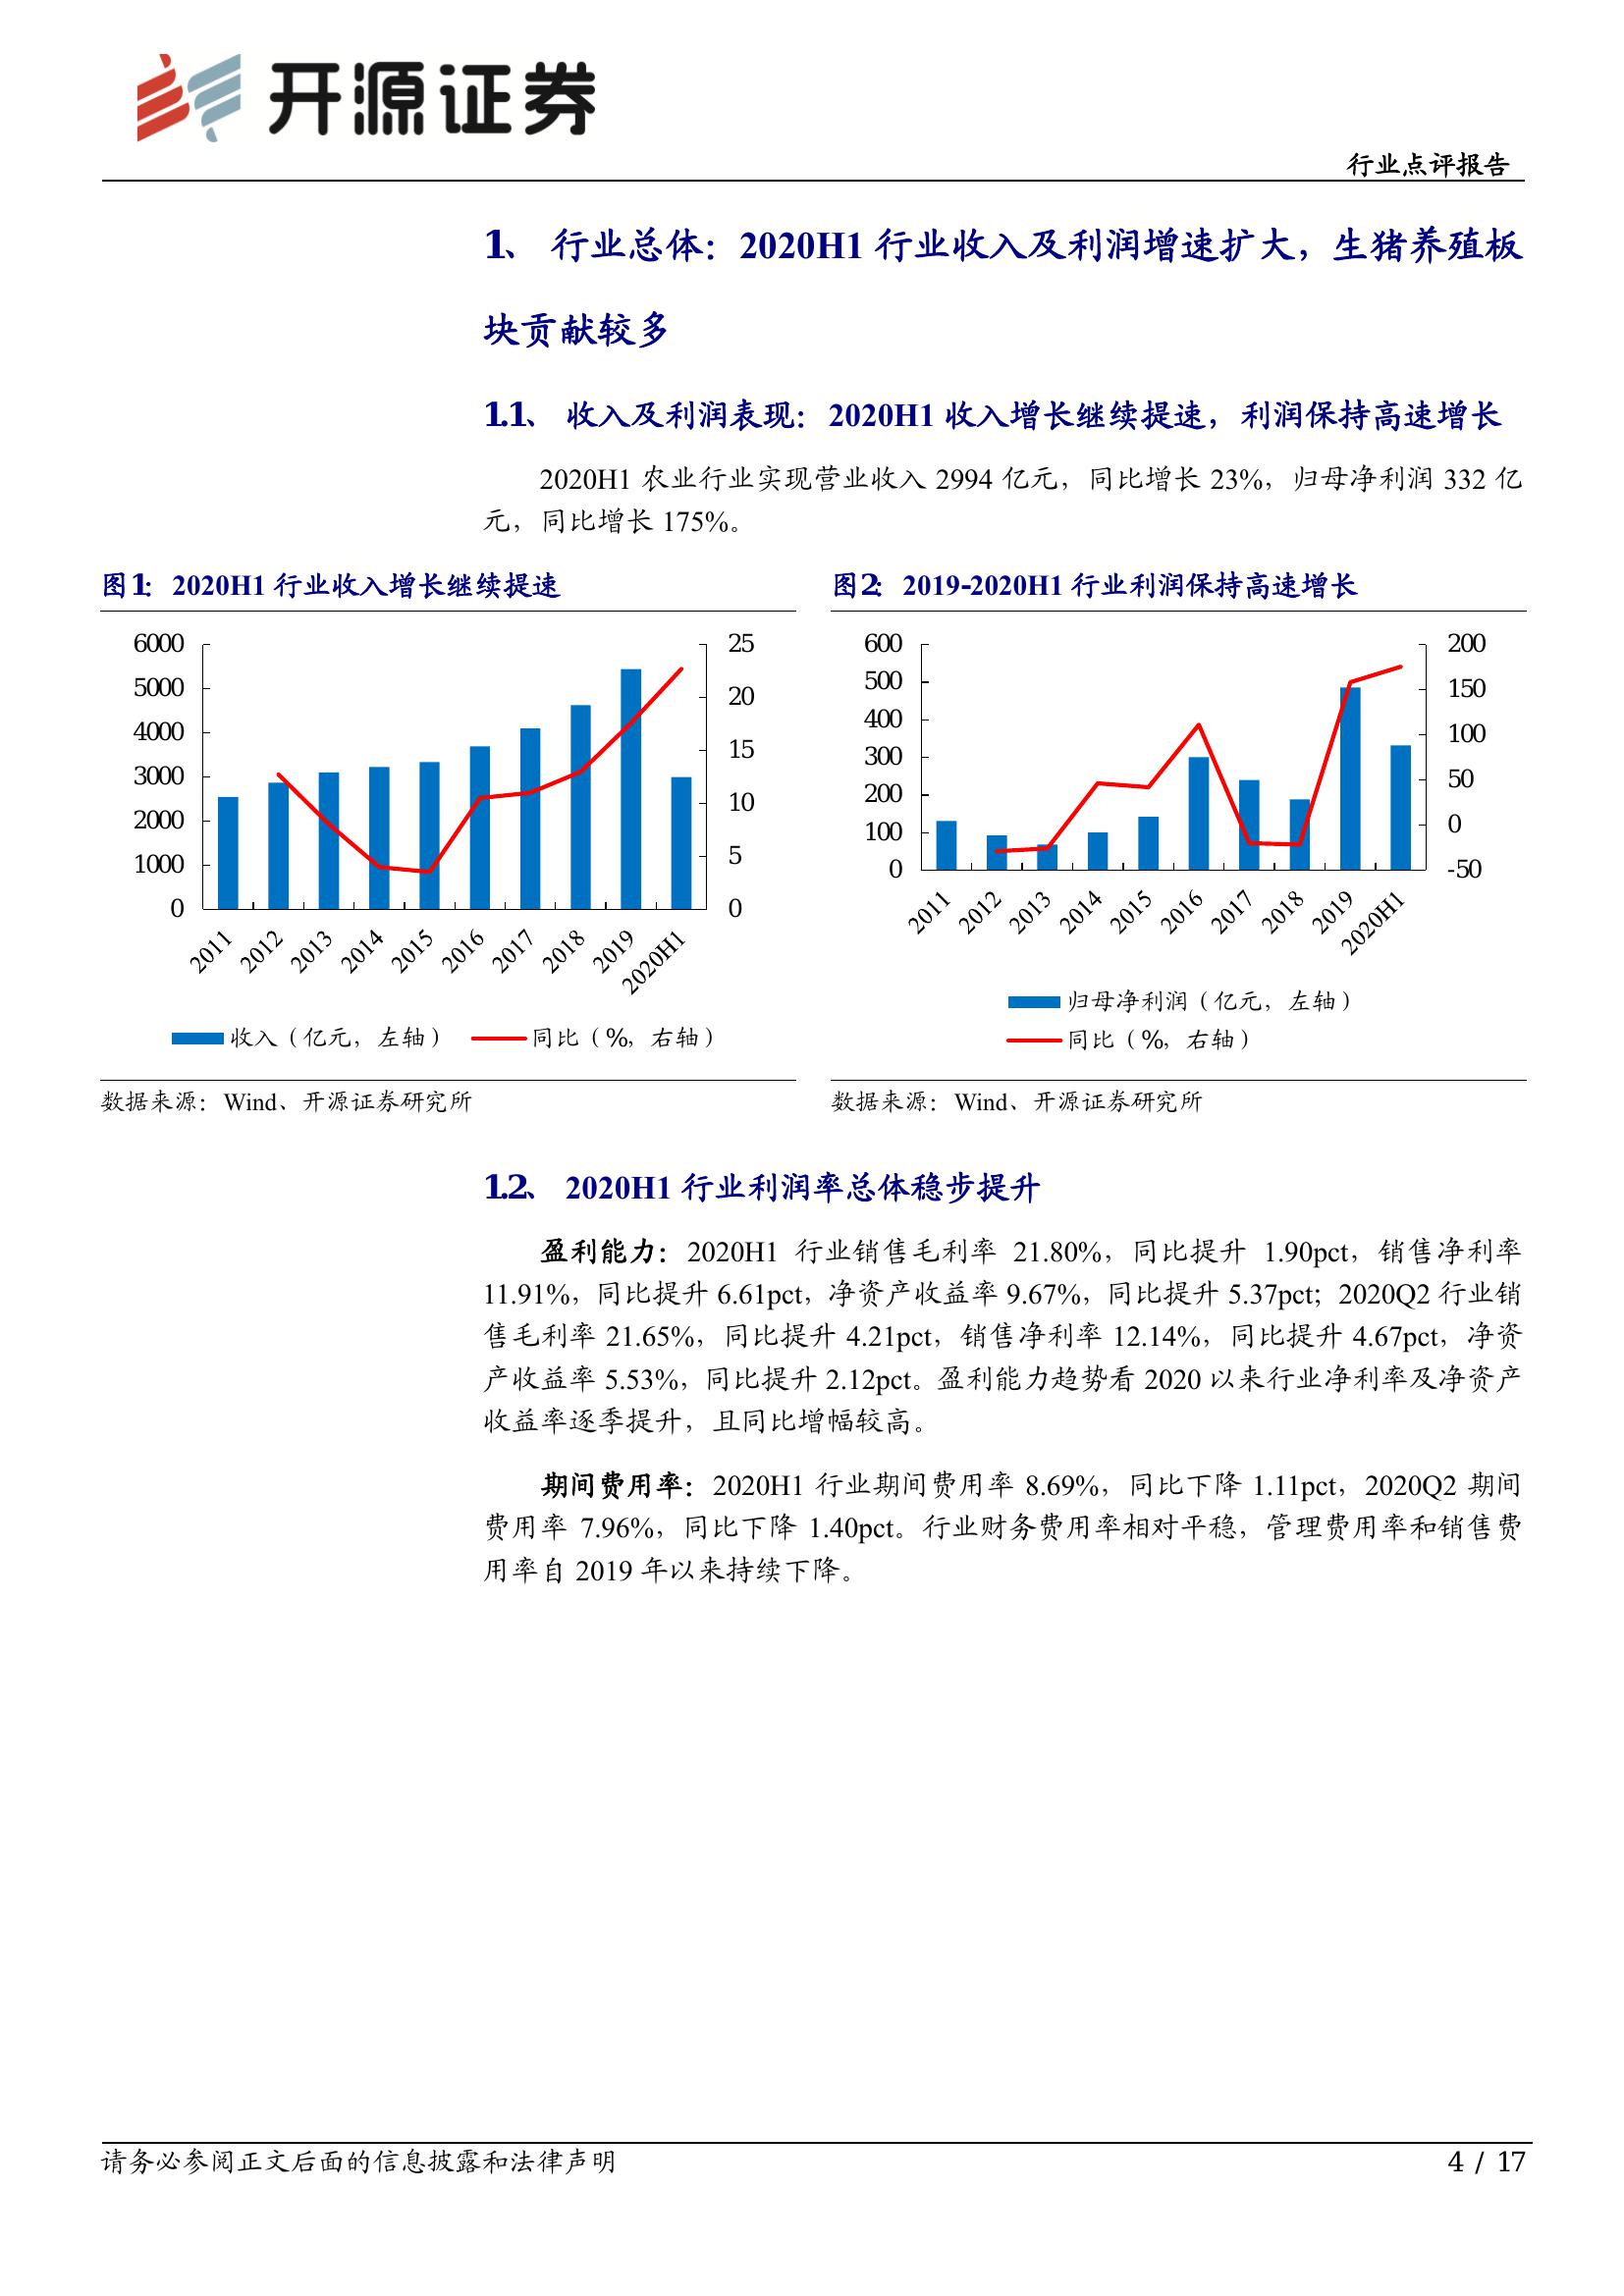 开源证券
行业点评报告
1、 行业总体：2020H1 行业收入及利润增速扩大，生猪养殖板
块贡献较多
1.1、 收入及利润表现：2020H1 收入增长继续提速，利润保持高速增长
2020H1 农业行业实现营业收入 2994 亿元，同比增长 23%，归母净利润 332 亿
元，同比增长 175%。
图1： 2020H1 行业收入增长继续提速
6000
5000
4000
3000
2000
1000
0
25
20
15
10
5
0
2011
2012
2013
2014
2015
2016
2017
2018
2019
2020H1
收入（亿元，左轴） 同比（%，右轴）
数据来源：Wind、开源证券研究所
图2： 2019-2020H1 行业利润保持高速增长
600
500
400
300
200
100
0
200
150
100
50
0
-50
2011
2012
2013
2014
2015
2016
2017
2018
2019
2020H1
归母净利润（亿元，左轴）
同比（%，右轴）
数据来源：Wind、开源证券研究所
1.2、 2020H1 行业利润率总体稳步提升
盈利能力：2020H1 行业销售毛利率 21.80%，同比提升 1.90pct，销售净利率
11.91%，同比提升 6.61pct，净资产收益率 9.67%，同比提升 5.37pct；2020Q2 行业销
售毛利率 21.65%，同比提升 4.21pct，销售净利率 12.14%，同比提升 4.67pct，净资
产收益率 5.53%，同比提升 2.12pct。盈利能力趋势看 2020 以来行业净利率及净资产
收益率逐季提升，且同比增幅较高。
期间费用率：2020H1 行业期间费用率 8.69%，同比下降 1.11pct，2020Q2 期间
费用率 7.96%，同比下降 1.40pct。行业财务费用率相对平稳，管理费用率和销售费
用率自 2019 年以来持续下降。
请务必参阅正文后面的信息披露和法律声明
4 / 17